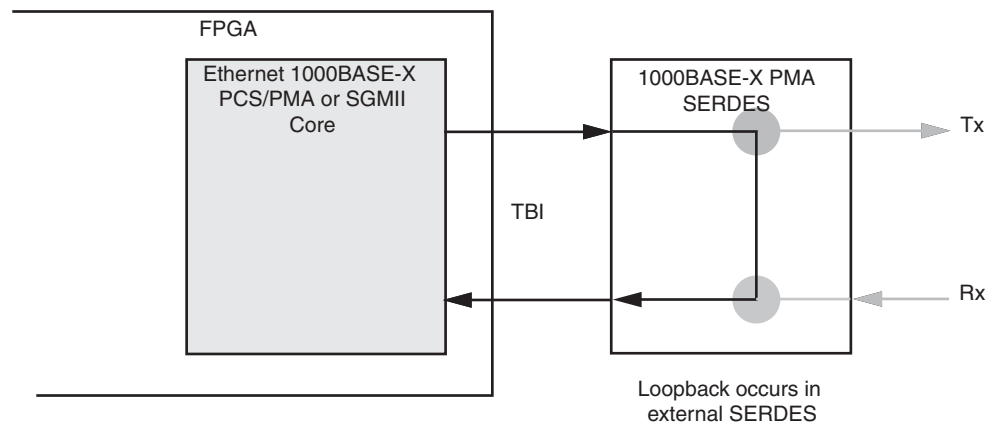 FPGA
Ethernet 1000BASE-X
PCS/PMA or SGMII
Core
1000BASE-X PMA
SERDES
Tx
TBI
Rx
Loopback occurs in
external SERDES